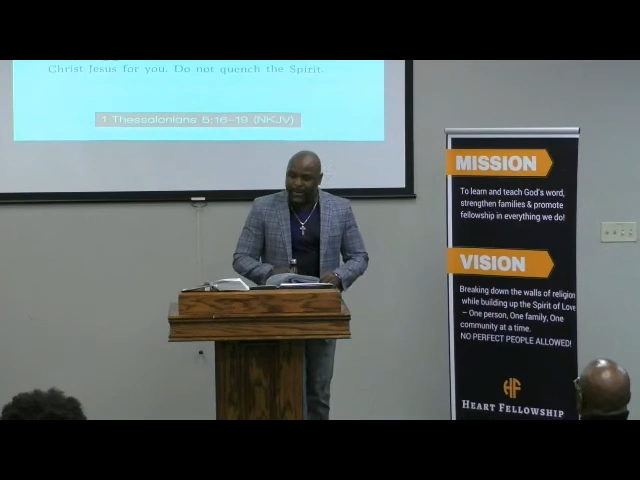 Christ Jesus for you. Do not quench the Spirit.
1 Thessalonians 5:16-19 (NKJV)
MISSION
To learn and teach God's word,
strengthen families & promote
fellowship in everything we do!
VISION
Breaking down the walls of religion
while building up the Spirit of Love
– One person, One family, One
community at a time.
NO PERFECT PEOPLE ALLOWED!
HF
HEART FELLOWSHIP